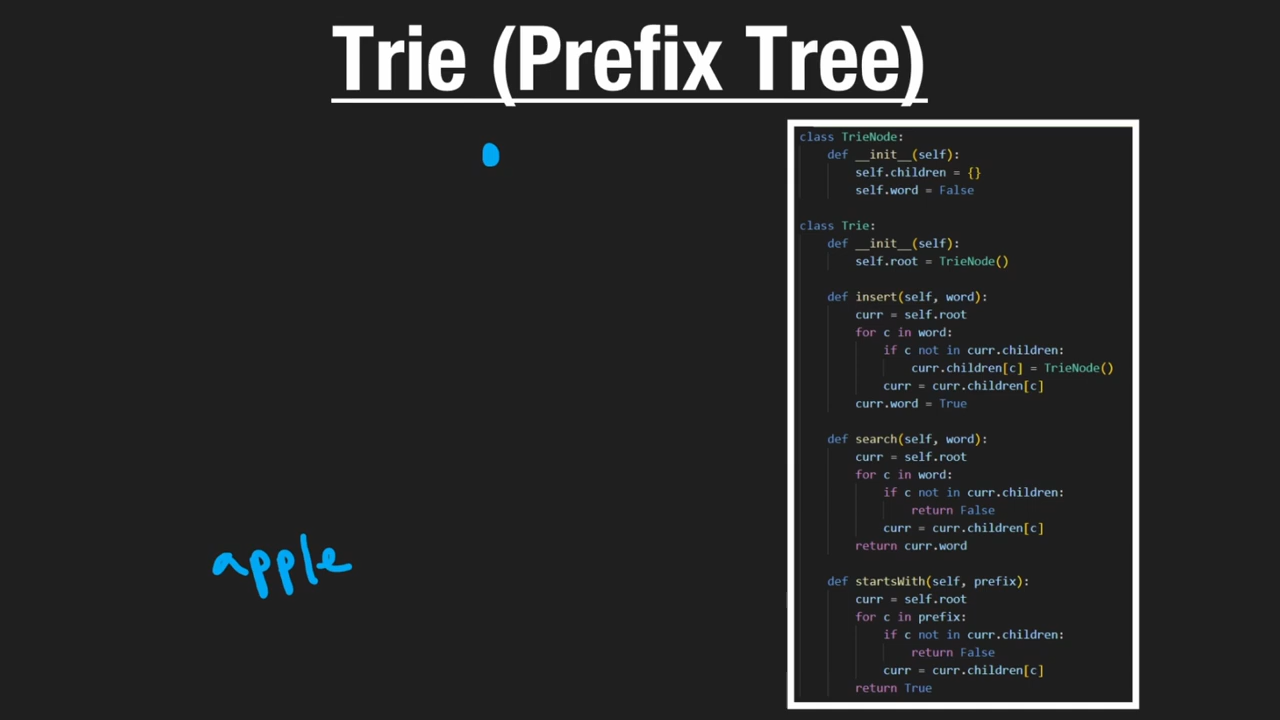 Trie (Prefix Tree)
class TrieNode:
    def __init__(self):
        self.children = {}
        self.word = False
class Trie:
    def __init__(self):
        self.root = TrieNode()
    def insert(self, word):
        curr = self.root
        for c in word:
            if c not in curr.children:
                curr.children[c] = TrieNode()
            curr = curr.children[c]
        curr.word = True
    def search(self, word):
        curr = self.root
        for c in word:
            if c not in curr.children:
                return False
            curr = curr.children[c]
        return curr.word
    def startsWith(self, prefix):
        curr = self.root
        for c in prefix:
            if c not in curr.children:
                return False
            curr = curr.children[c]
        return True
apple